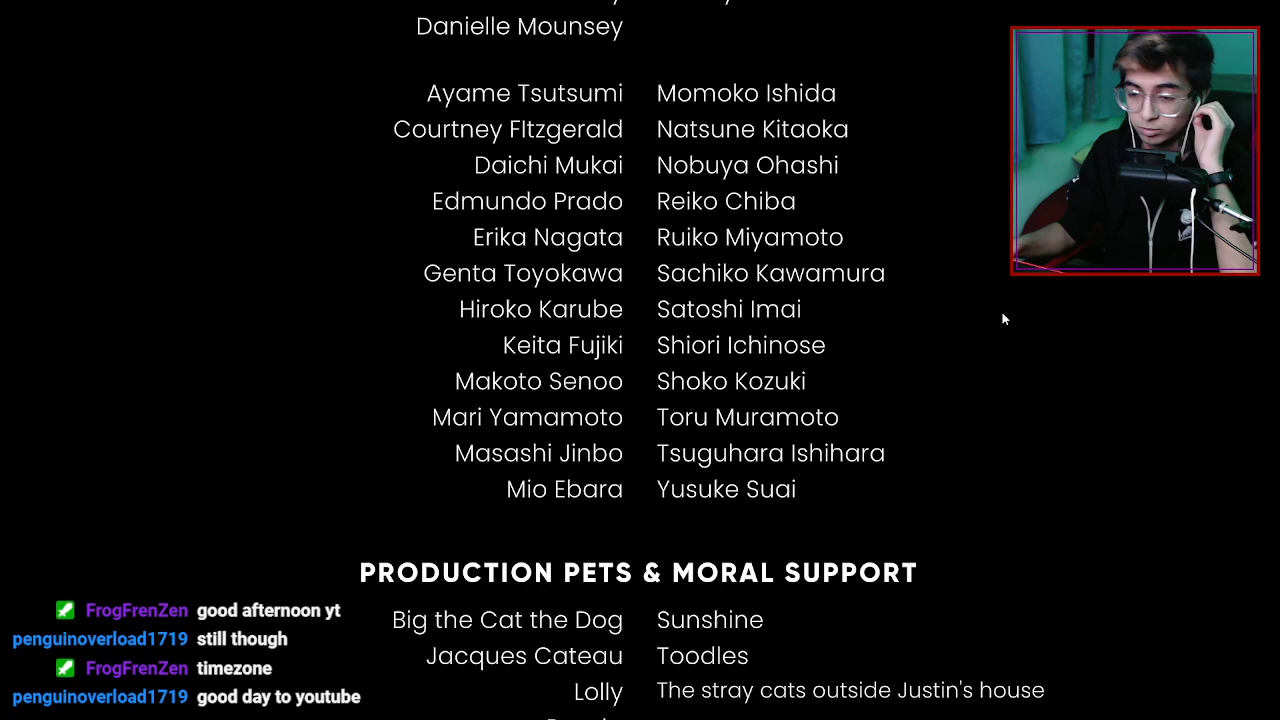 Danielle Mounsey
Ayame Tsutsumi Momoko Ishida
Courtney FItzgerald Natsune Kitaoka
Daichi Mukai Nobuya Ohashi
Edmundo Prado Reiko Chiba
Erika Nagata Ruiko Miyamoto
Genta Toyokawa Sachiko Kawamura
Hiroko Karube Satoshi Imai
Keita Fujiki Shiori Ichinose
Makoto Senoo Shoko Kozuki
Mari Yamamoto Toru Muramoto
Masashi Jinbo Tsuguhara Ishihara
Mio Ebara Yusuke Suai
PRODUCTION PETS & MORAL SUPPORT
Big the Cat the Dog Sunshine
Jacques Cateau Toodles
Lolly The stray cats outside Justin's house
FrogFrenZen good afternoon yt
penguinoverload1719 still though
FrogFrenZen timezone
penguinoverload1719 good day to youtube